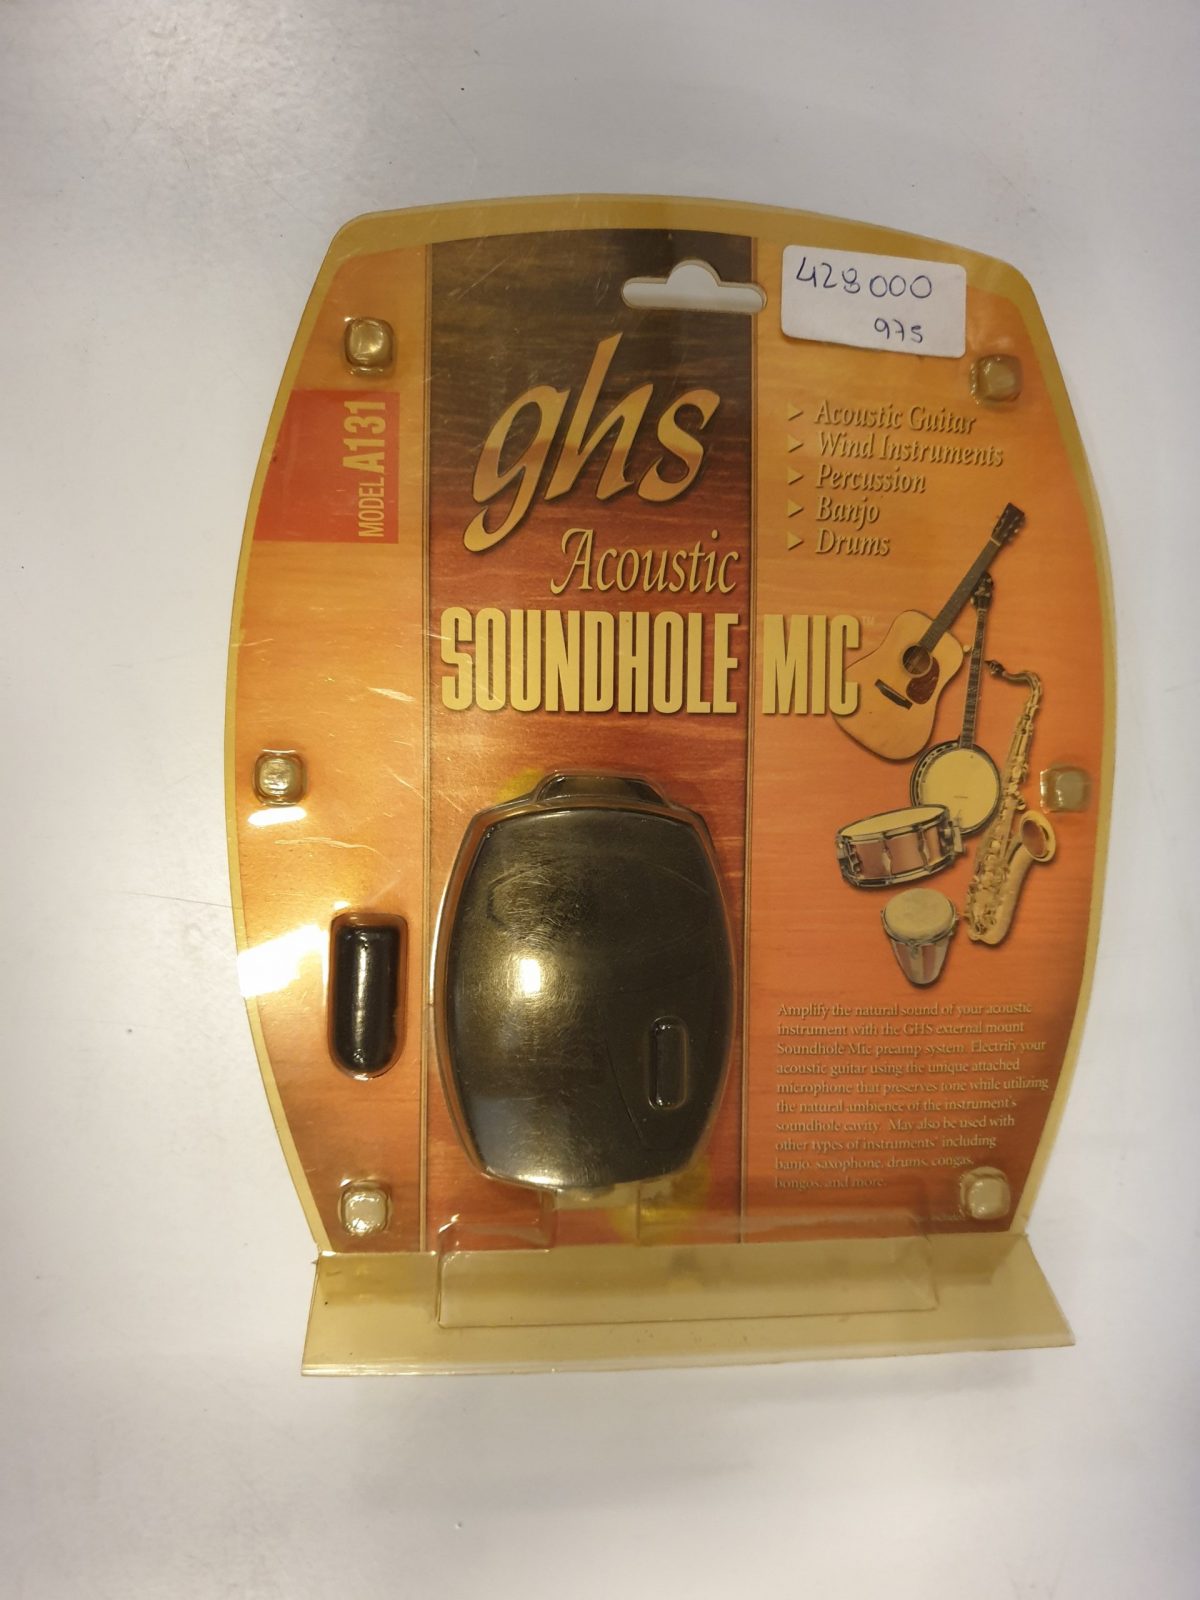 428000
975
MODEL A131
ghs
Acoustic
SOUNDHOLE MIC™
Acoustic Guitar
Wind Instruments
Percussion
Banjo
Drums
Amplify the natural sound of your acoustic
instrument with the GHS external mount
Soundhole Mic preamp system. Electrify your
acoustic guitar using the unique attached
microphone that preserves tone while utilizing
the natural ambience of the instrument's
soundhole cavity. May also be used with
other types of instruments including
banjo, saxophone, drums, congas,
bongos, and more.